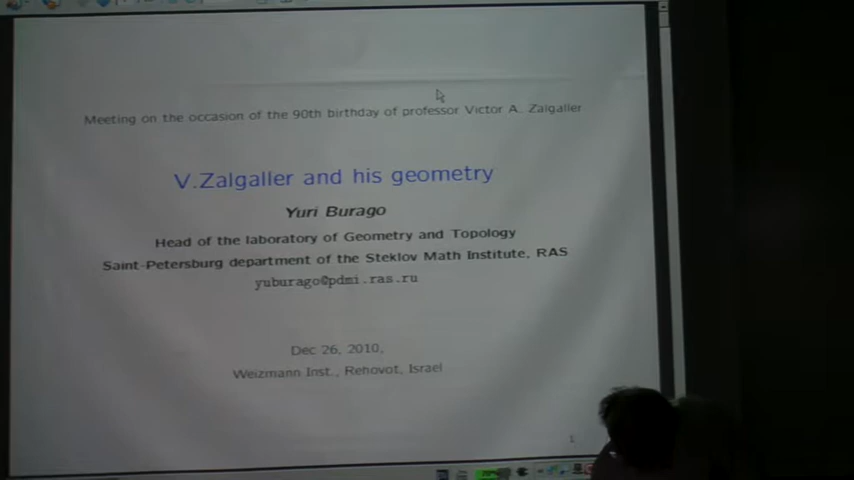 Meeting on the occasion of the 90th birthday of professor Victor A. Zalgaller
V.Zalgaller and his geometry
Yuri Burago
Head of the laboratory of Geometry and Topology
Saint-Petersburg department of the Steklov Math Institute, RAS
yuburago@pdmi.ras.ru
Dec 26, 2010,
Weizmann Inst., Rehovot, Israel
1